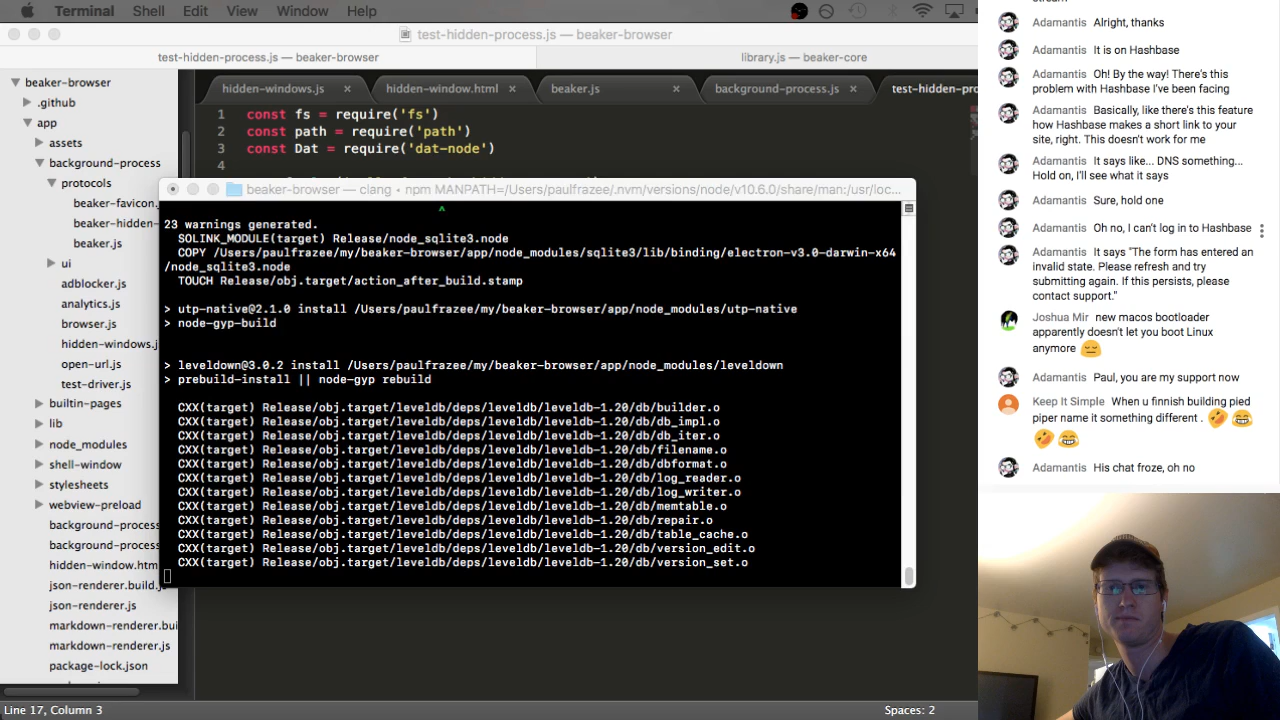 Terminal Shell Edit View Window Help
test-hidden-process.js — beaker-browser
test-hidden-process.js — beaker-browser
library.js — beaker-core
beaker-browser
.github
app
assets
background-process
protocols
beaker-favicon.
beaker-hidden-
beaker.js
ui
adblocker.js
analytics.js
browser.js
hidden-windows.j
open-url.js
test-driver.js
builtin-pages
lib
node_modules
shell-window
stylesheets
webview-preload
background-process
background-process
hidden-window.htm
json-renderer.build.j
json-renderer.js
markdown-renderer.bui
markdown-renderer.js
package-lock.json
hidden-windows.js ×
hidden-window.html ×
beaker.js ×
background-process.js ×
test-hidden-pro
1 const fs = require('fs')
2 const path = require('path')
3 const Dat = require('dat-node')
4
beaker-browser — clang • npm MANPATH=/Users/paulfrazee/.nvm/versions/node/v10.6.0/share/man:/usr/loc...
^
23 warnings generated.
SOLINK_MODULE(target) Release/node_sqlite3.node
COPY /Users/paulfrazee/my/beaker-browser/app/node_modules/sqlite3/lib/binding/electron-v3.0-darwin-x64
/node_sqlite3.node
TOUCH Release/obj.target/action_after_build.stamp
> utp-native@2.1.0 install /Users/paulfrazee/my/beaker-browser/app/node_modules/utp-native
> node-gyp-build
> leveldown@3.0.2 install /Users/paulfrazee/my/beaker-browser/app/node_modules/leveldown
> prebuild-install || node-gyp rebuild
CXX(target) Release/obj.target/leveldb/deps/leveldb/leveldb-1.20/db/builder.o
CXX(target) Release/obj.target/leveldb/deps/leveldb/leveldb-1.20/db/db_impl.o
CXX(target) Release/obj.target/leveldb/deps/leveldb/leveldb-1.20/db/db_iter.o
CXX(target) Release/obj.target/leveldb/deps/leveldb/leveldb-1.20/db/filename.o
CXX(target) Release/obj.target/leveldb/deps/leveldb/leveldb-1.20/db/dbformat.o
CXX(target) Release/obj.target/leveldb/deps/leveldb/leveldb-1.20/db/log_reader.o
CXX(target) Release/obj.target/leveldb/deps/leveldb/leveldb-1.20/db/log_writer.o
CXX(target) Release/obj.target/leveldb/deps/leveldb/leveldb-1.20/db/memtable.o
CXX(target) Release/obj.target/leveldb/deps/leveldb/leveldb-1.20/db/repair.o
CXX(target) Release/obj.target/leveldb/deps/leveldb/leveldb-1.20/db/table_cache.o
CXX(target) Release/obj.target/leveldb/deps/leveldb/leveldb-1.20/db/version_edit.o
CXX(target) Release/obj.target/leveldb/deps/leveldb/leveldb-1.20/db/version_set.o
Line 17, Column 3
Spaces: 2
Adamantis Alright, thanks
Adamantis It is on Hashbase
Adamantis Oh! By the way! There's this
problem with Hashbase I've been facing
Adamantis Basically, like there's this feature
how Hashbase makes a short link to your
site, right. This doesn't work for me
Adamantis It says like... DNS something...
Hold on, I'll see what it says
Adamantis Sure, hold one
Adamantis Oh no, I can't log in to Hashbase
Adamantis It says "The form has entered an
invalid state. Please refresh and try
submitting again. If this persists, please
contact support."
Joshua Mir new macos bootloader
apparently doesn't let you boot Linux
anymore 😔
Adamantis Paul, you are my support now
Keep It Simple When u finnish building pied
piper name it something different . 🤣 😂
🤣 😂
Adamantis His chat froze, oh no